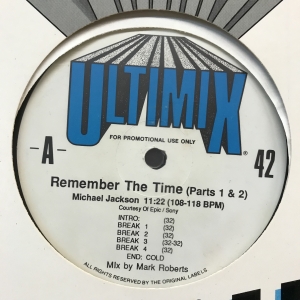 ULTIMIX
®
FOR PROMOTIONAL USE ONLY
-A-
42
Remember The Time (Parts 1 & 2)
Michael Jackson 11:22 (108-118 BPM)
Courtesy Of Epic / Sony
INTRO: (32)
BREAK 1 (32)
BREAK 2 (32)
BREAK 3 (32-32)
BREAK 4 (32)
END: COLD
Mix by Mark Roberts
ALL RIGHTS RESERVED BY THE ORIGINAL LABELS